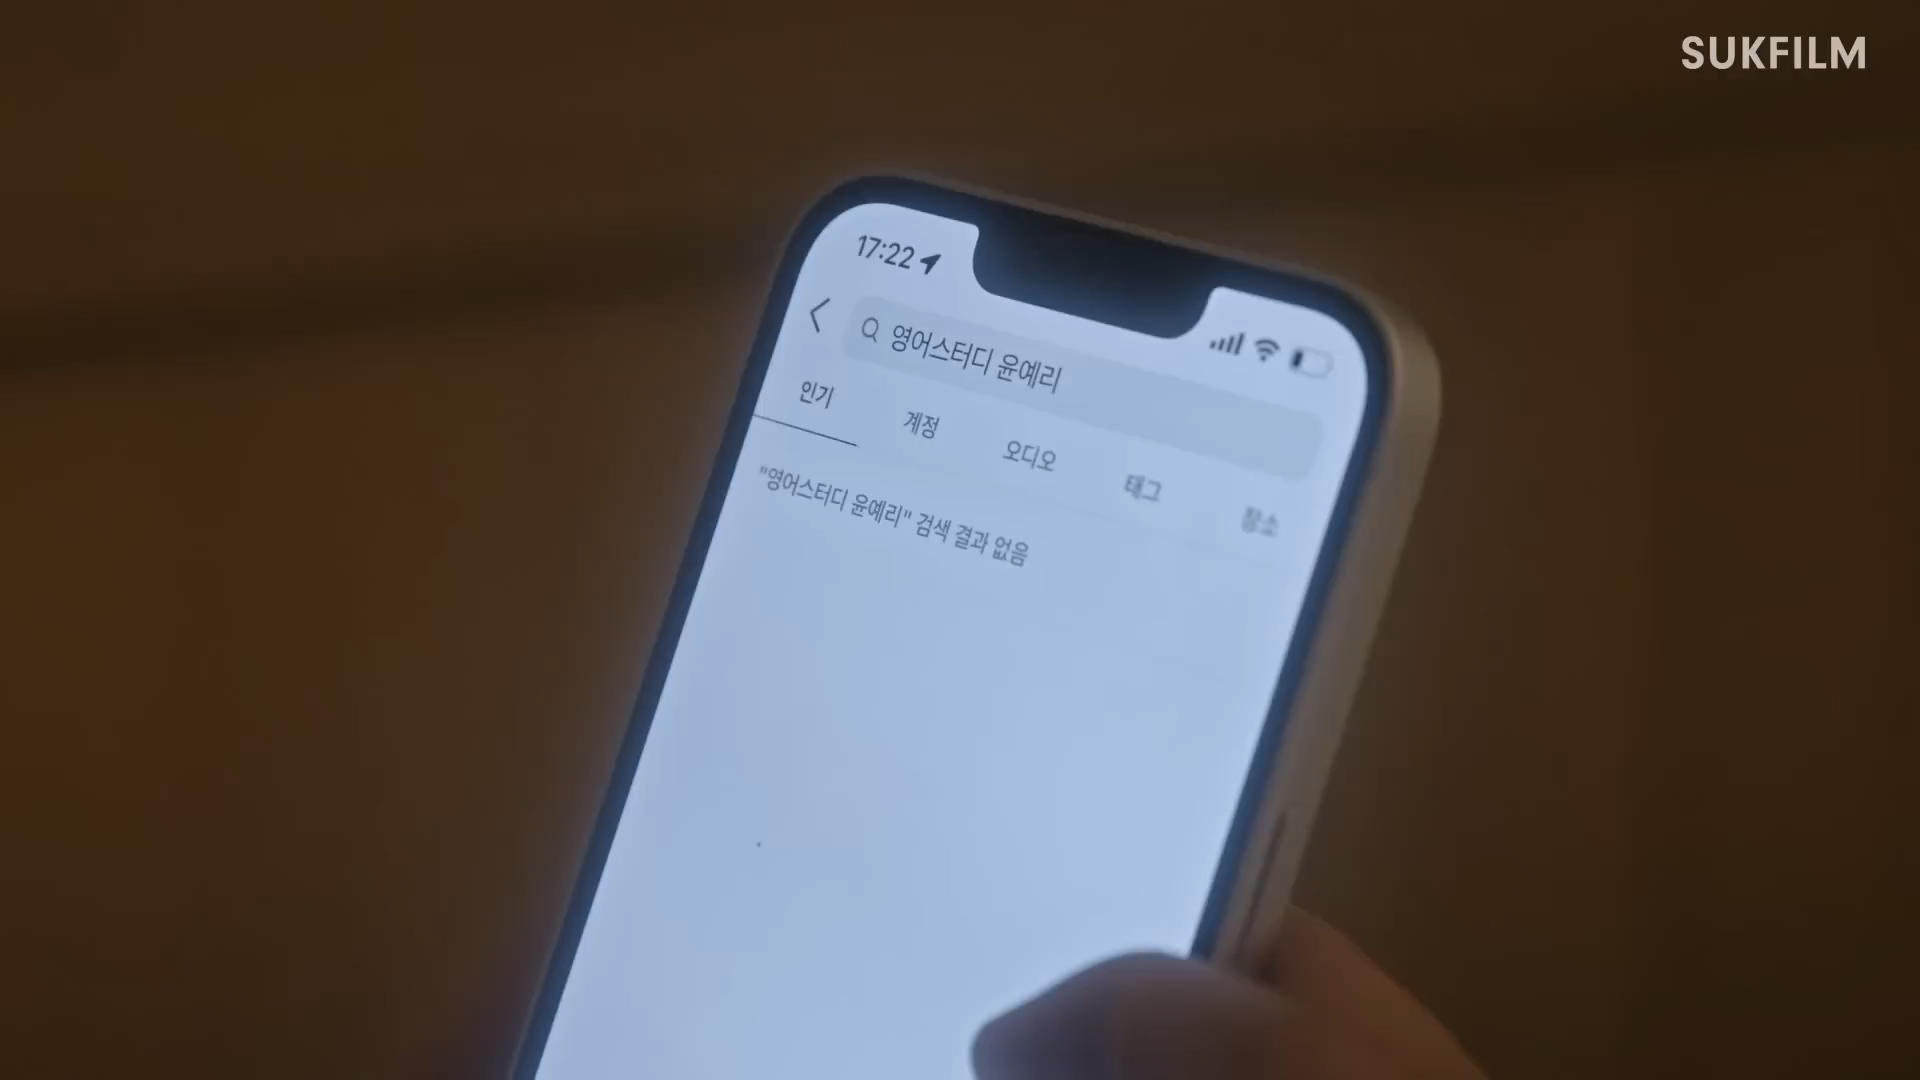 SUKFILM
17:22
영어스터디 윤예리
인기 계정 오디오 태그 장소
"영어스터디 윤예리" 검색 결과 없음